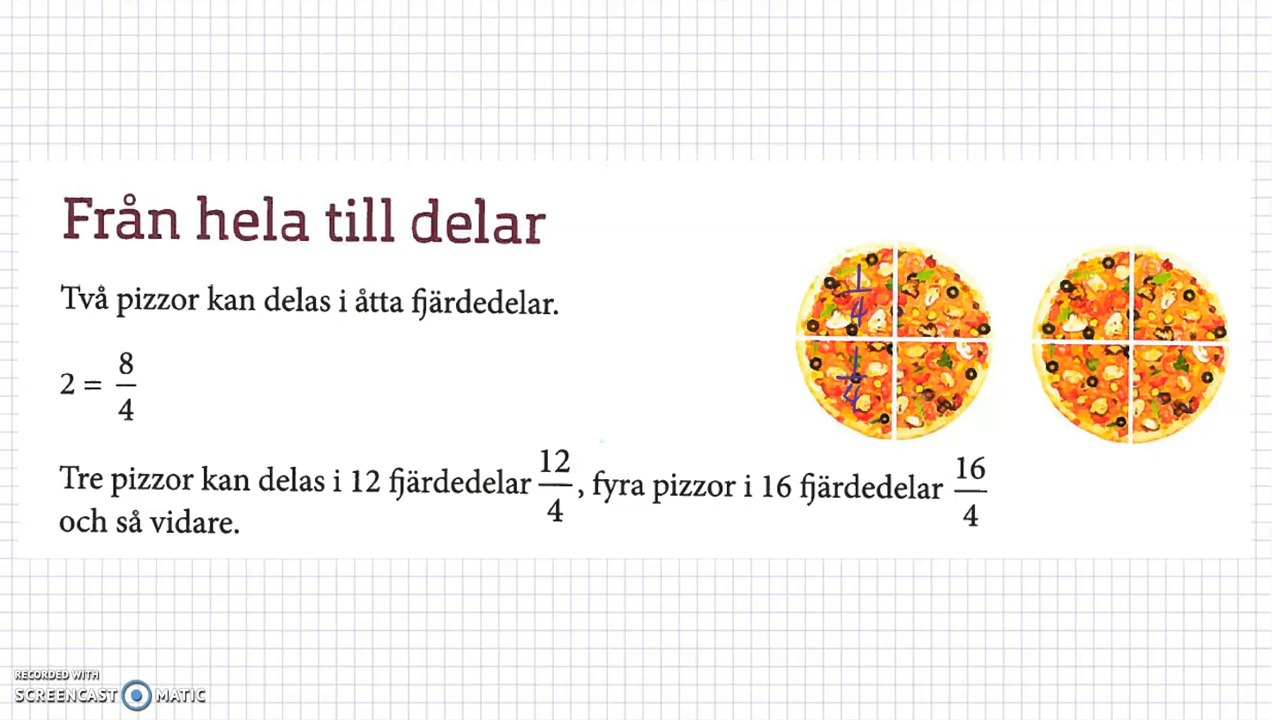 Från hela till delar
Två pizzor kan delas i åtta fjärdedelar.
2 = 8/4
Tre pizzor kan delas i 12 fjärdedelar 12/4, fyra pizzor i 16 fjärdedelar 16/4
och så vidare.
1/4
1/4
RECORDED WITH
SCREENCAST MATIC